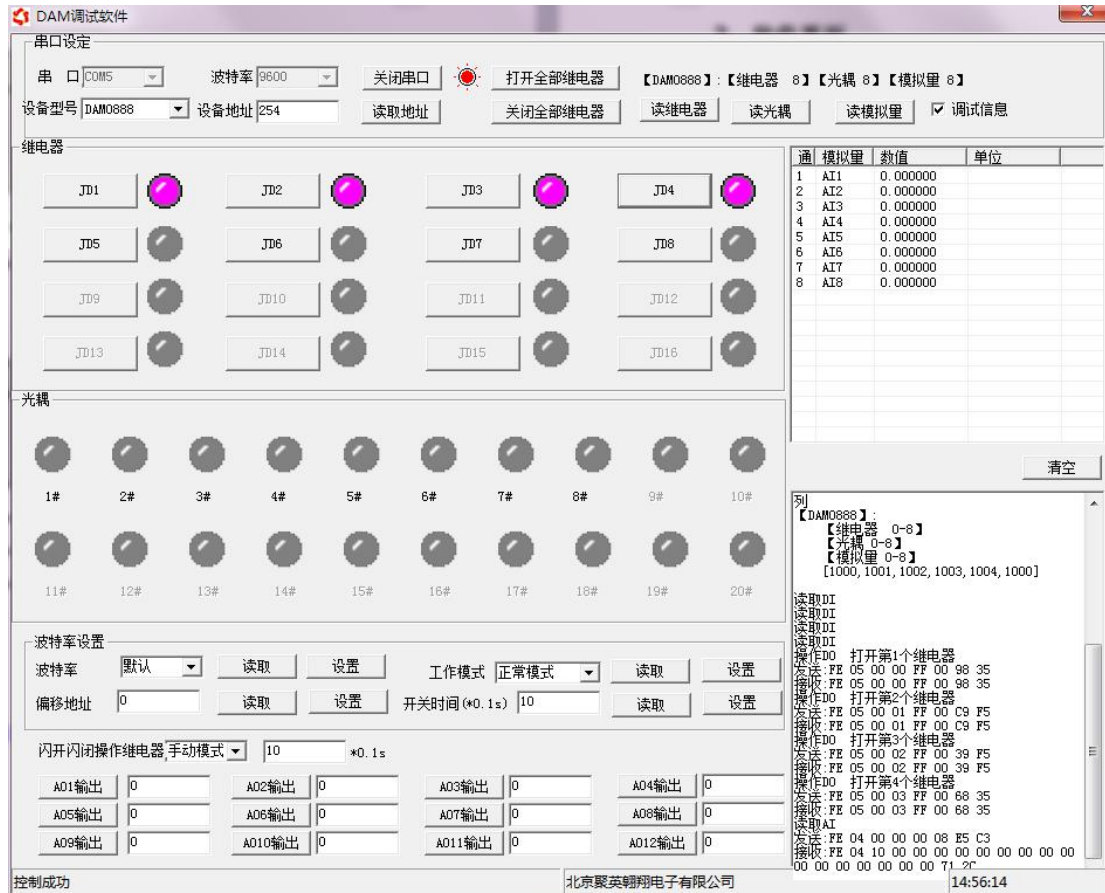 DAM调试软件
串口设定
串 口 COM5 波特率 9600 关闭串口 打开全部继电器 【DAM0888】:【继电器 8】【光耦 8】【模拟量 8】
设备型号 DAM0888 设备地址 254 读取地址 关闭全部继电器 读继电器 读光耦 读模拟量 调试信息
继电器
JD1 JD2 JD3 JD4
JD5 JD6 JD7 JD8
JD9 JD10 JD11 JD12
JD13 JD14 JD15 JD16
通 模拟量 数值 单位
1 AI1 0.000000
2 AI2 0.000000
3 AI3 0.000000
4 AI4 0.000000
5 AI5 0.000000
6 AI6 0.000000
7 AI7 0.000000
8 AI8 0.000000
清空
光耦
1# 2# 3# 4# 5# 6# 7# 8# 9# 10#
11# 12# 13# 14# 15# 16# 17# 18# 19# 20#
列
【DAM0888】:
【继电器 0-8】
【光耦 0-8】
【模拟量 0-8】
[1000,1001,1002,1003,1004,1000]
读取DI
读取DI
读取DI
读取DI
操作DO 打开第1个继电器
发送:FE 05 00 00 FF 00 98 35
接收:FE 05 00 00 FF 00 98 35
操作DO 打开第2个继电器
发送:FE 05 00 01 FF 00 C9 F5
接收:FE 05 00 01 FF 00 C9 F5
操作DO 打开第3个继电器
发送:FE 05 00 02 FF 00 39 F5
接收:FE 05 00 02 FF 00 39 F5
操作DO 打开第4个继电器
发送:FE 05 00 03 FF 00 68 35
接收:FE 05 00 03 FF 00 68 35
读取AI
发送:FE 04 00 00 00 08 E5 C3
接收:FE 04 10 00 00 00 00 00 00 00 00 00
00 00 00 00 00 00 00 71 2C
波特率设置
波特率 默认 读取 设置 工作模式 正常模式 读取 设置
偏移地址 0 读取 设置 开关时间(*0.1s) 10 读取 设置
闪开闪闭操作继电器 手动模式 10 *0.1s
AO1输出 0 AO2输出 0 AO3输出 0 AO4输出 0
AO5输出 0 AO6输出 0 AO7输出 0 AO8输出 0
AO9输出 0 AO10输出 0 AO11输出 0 AO12输出 0
控制成功 北京聚英翱翔电子有限公司 14:56:14